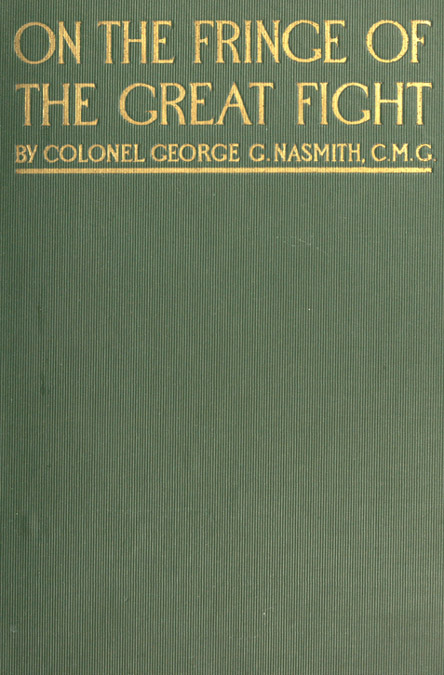 ON THE FRINGE OF
THE GREAT FIGHT
BY COLONEL GEORGE G. NASMITH, C.M.G.